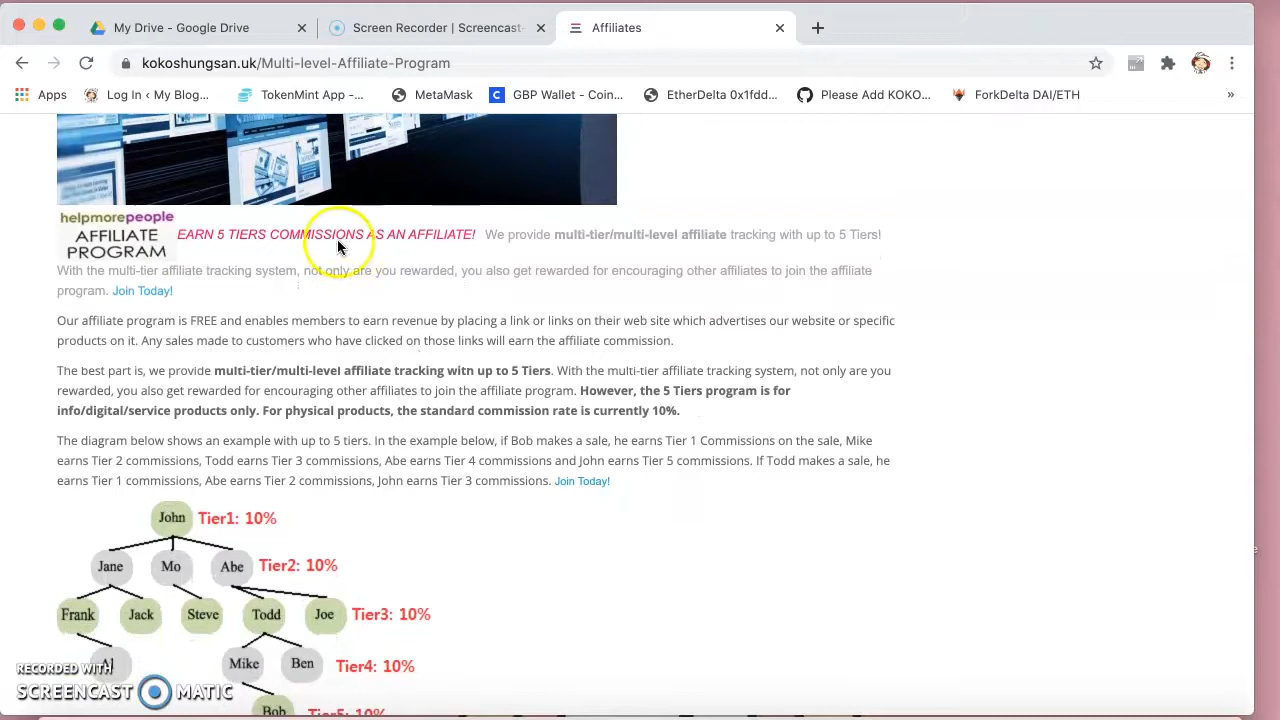 My Drive - Google Drive
Screen Recorder | Screencast-
Affiliates
kokoshungsan.uk/Multi-level-Affiliate-Program
Apps
Log In ‹ My Blog...
TokenMint App -...
MetaMask
GBP Wallet - Coin...
EtherDelta 0x1fdd...
Please Add KOKO...
ForkDelta DAI/ETH
»
helpmorepeople
AFFILIATE
PROGRAM
EARN 5 TIERS COMMISSIONS AS AN AFFILIATE! We provide multi-tier/multi-level affiliate tracking with up to 5 Tiers!
With the multi-tier affiliate tracking system, not only are you rewarded, you also get rewarded for encouraging other affiliates to join the affiliate
program. Join Today!
Our affiliate program is FREE and enables members to earn revenue by placing a link or links on their web site which advertises our website or specific
products on it. Any sales made to customers who have clicked on those links will earn the affiliate commission.
The best part is, we provide multi-tier/multi-level affiliate tracking witn up to 5 Tiers. With the multi-tier affiliate tracking system, not only are you
rewarded, you also get rewarded for encouraging other affiliates to join the affiliate program. However, the 5 Tiers program is for
info/digital/service products only. For physical products, the standard commission rate is currently 10%.
The diagram below shows an example with up to 5 tiers. In the example below, if Bob makes a sale, he earns Tier 1 Commissions on the sale, Mike
earns Tier 2 commissions, Todd earns Tier 3 commissions, Abe earns Tier 4 commissions and John earns Tier 5 commissions. If Todd makes a sale, he
earns Tier 1 commissions, Abe earns Tier 2 commissions, John earns Tier 3 commissions. Join Today!
John Tier1: 10%
Jane Mo Abe Tier2: 10%
Frank Jack Steve Todd Joe Tier3: 10%
Al Mike Ben Tier4: 10%
Bob Tier5: 10%
RECORDED WITH
SCREENCAST MATIC